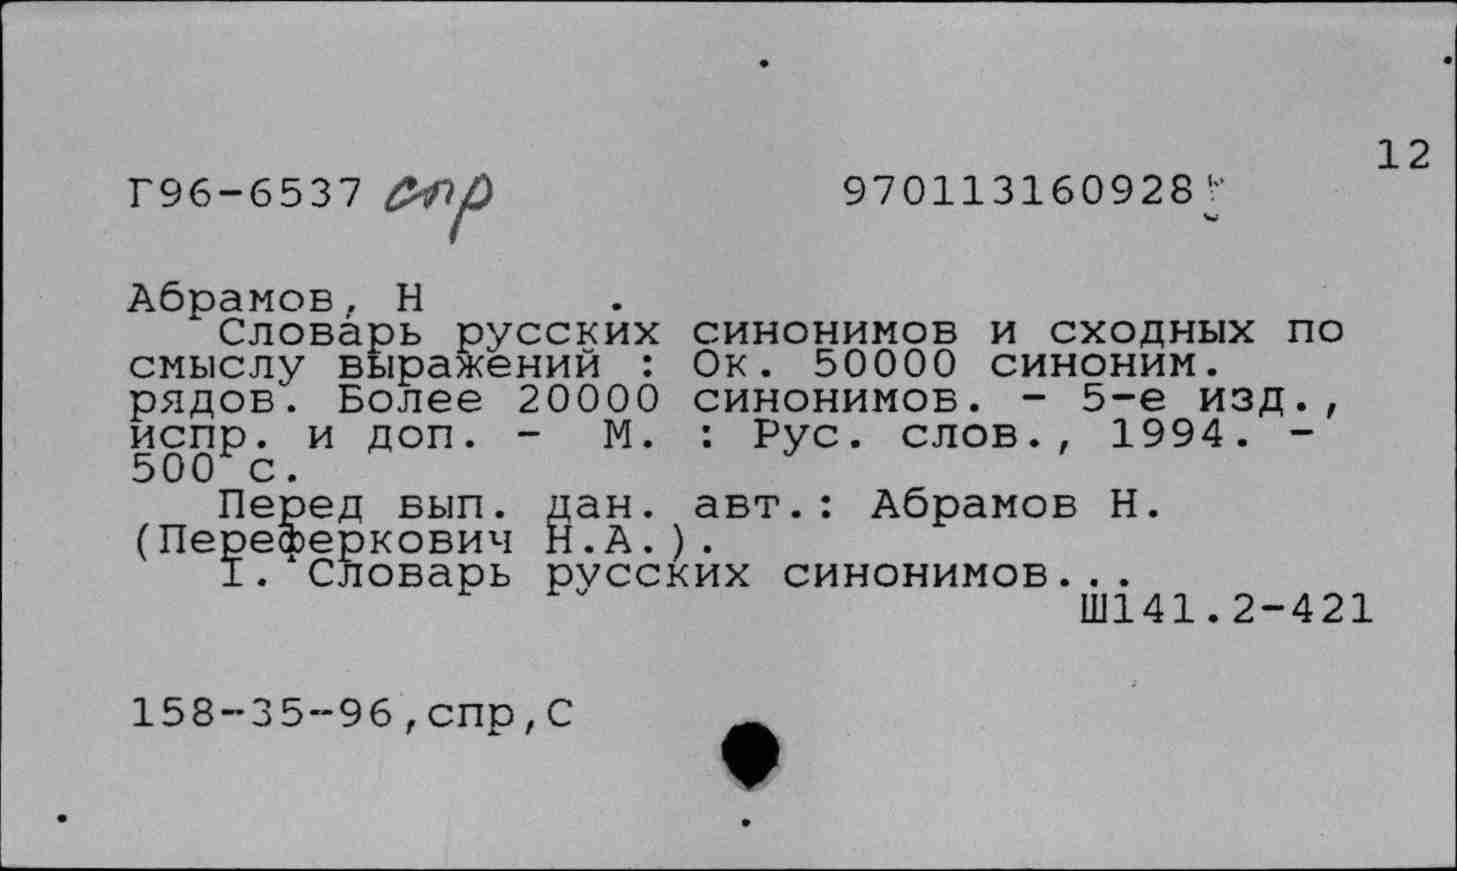 12
Г96-6537 спр 970113160928
Абрамов, Н .
Словарь русских синонимов и сходных по
смыслу выражений : Ок. 50000 синоним.
рядов. Более 20000 синонимов. - 5-е изд.,
испр. и доп. - М. : Рус. слов., 1994. -
500 с.
Перед вып. дан. авт.: Абрамов Н.
(Переферкович Н.А.).
I. Словарь русских синонимов...
Ш141.2-421
158-35-96,спр,С